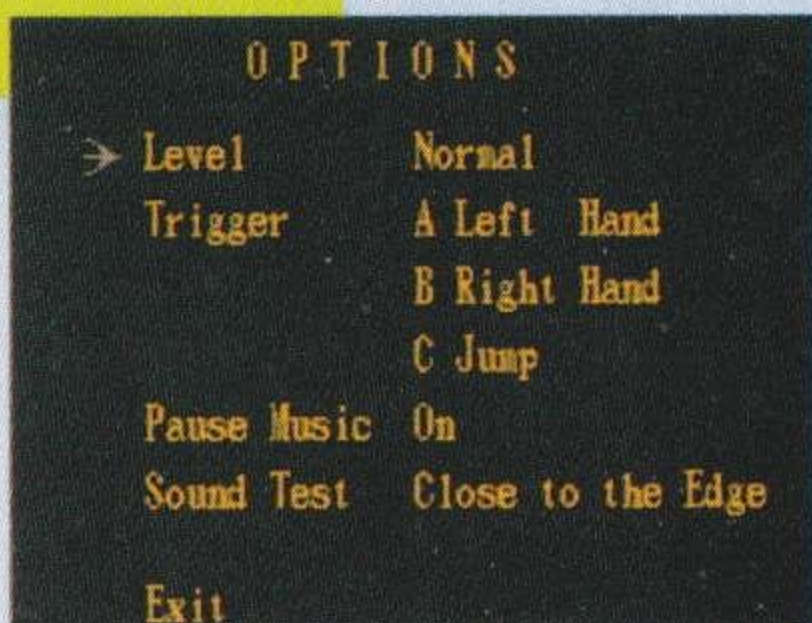 OPTIONS
Level Normal
Trigger A Left Hand
B Right Hand
C Jump
Pause Music On
Sound Test Close to the Edge
Exit